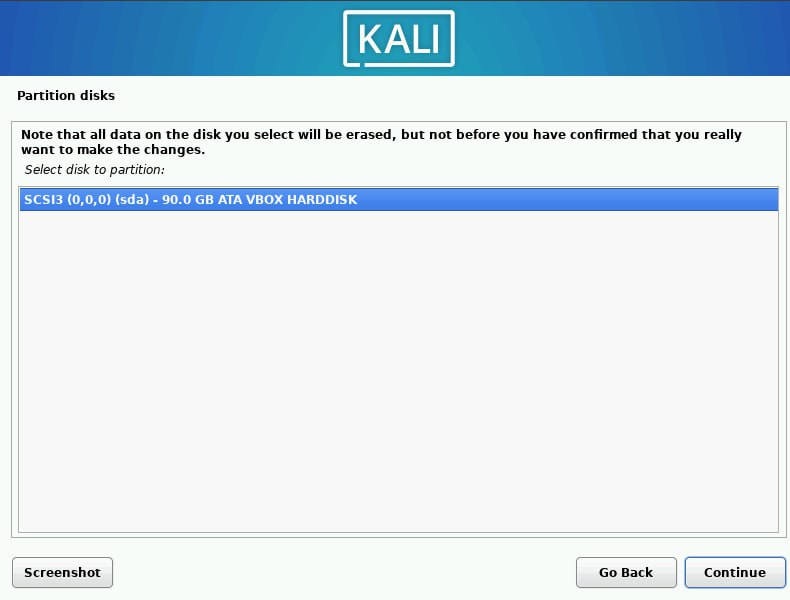 KALI
Partition disks
Note that all data on the disk you select will be erased, but not before you have confirmed that you really
want to make the changes.
Select disk to partition:
SCSI3 (0,0,0) (sda) - 90.0 GB ATA VBOX HARDDISK
Screenshot
Go Back
Continue